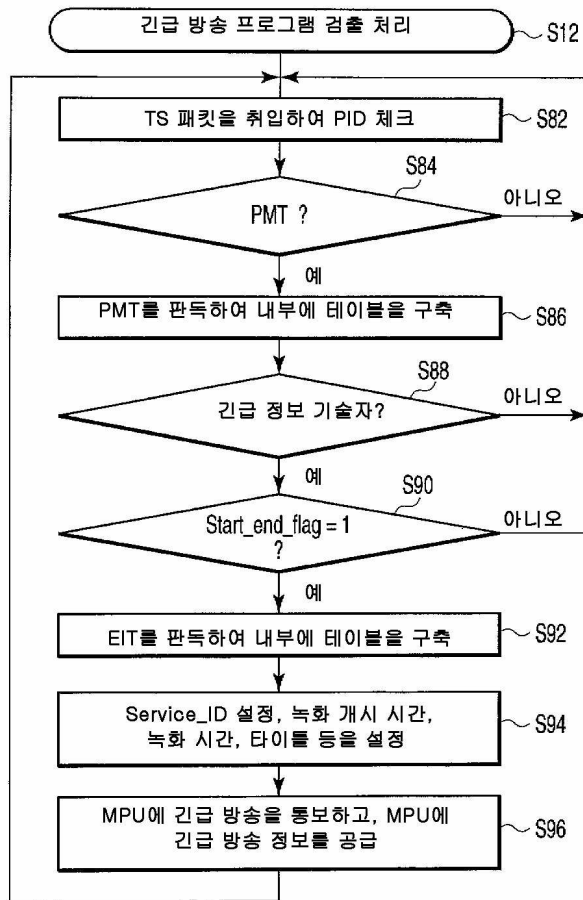 긴급 방송 프로그램 검출 처리
S12
TS 패킷을 취입하여 PID 체크
S82
S84
PMT ?
아니오
예
PMT를 판독하여 내부에 테이블을 구축
S86
S88
긴급 정보 기술자?
아니오
예
S90
Start_end_flag = 1
?
아니오
예
EIT를 판독하여 내부에 테이블을 구축
S92
Service_ID 설정, 녹화 개시 시간,
녹화 시간, 타이틀 등을 설정
S94
MPU에 긴급 방송을 통보하고, MPU에
긴급 방송 정보를 공급
S96